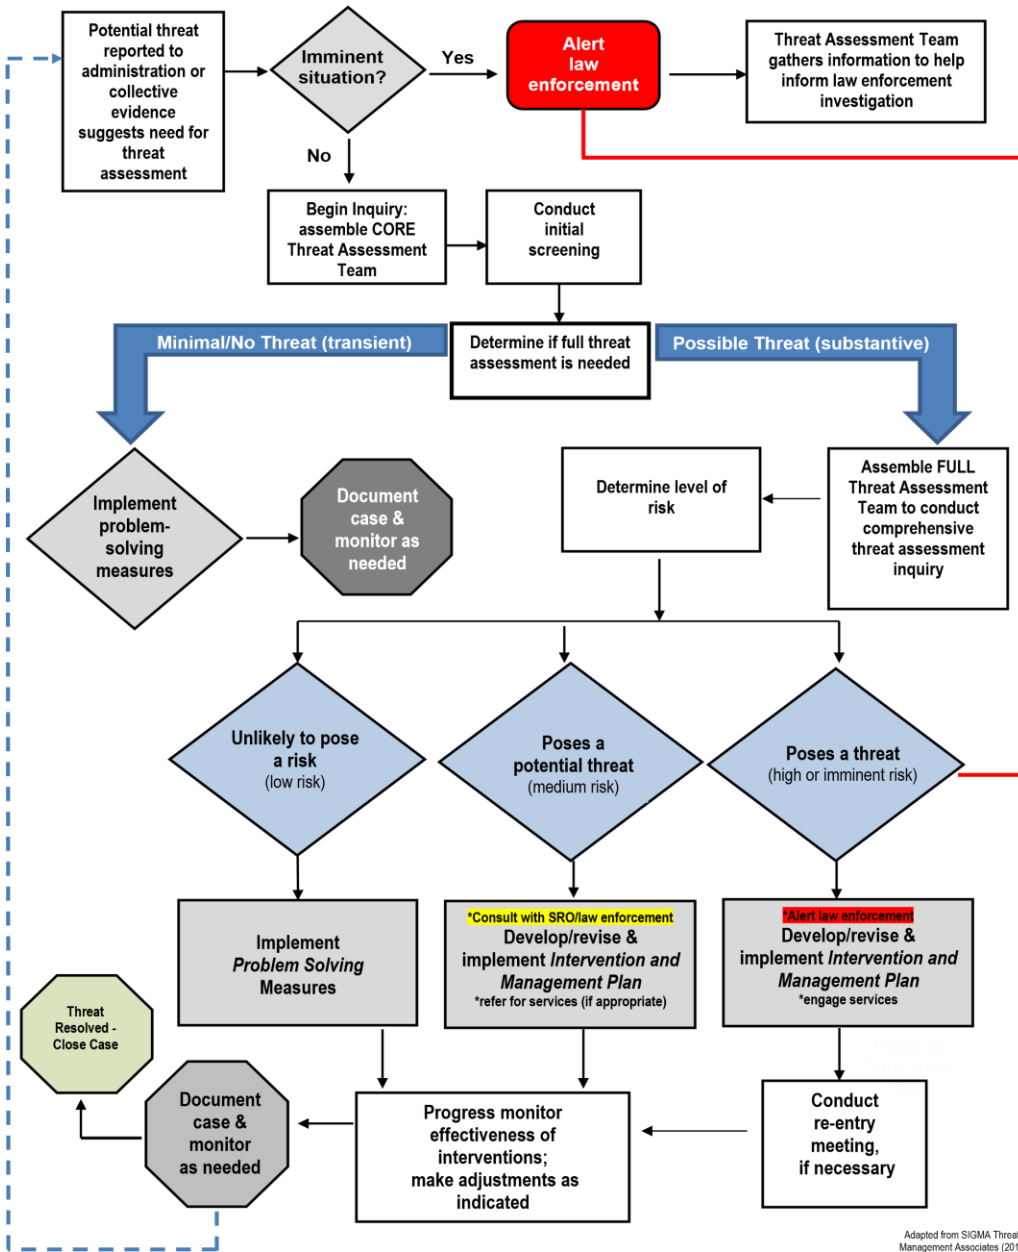 Potential threat
reported to
administration or
collective
evidence
suggests need for
threat
assessment
Imminent
situation?
Yes
Alert
law
enforcement
Threat Assessment Team
gathers information to help
inform law enforcement
investigation
No
Begin Inquiry:
assemble CORE
Threat Assessment
Team
Conduct
initial
screening
Minimal/No Threat (transient)
Determine if full threat
assessment is needed
Possible Threat (substantive)
Implement
problem-
solving
measures
Document
case &
monitor as
needed
Determine level of
risk
Assemble FULL
Threat Assessment
Team to conduct
comprehensive
threat assessment
inquiry
Unlikely to pose
a risk
(low risk)
Poses a
potential threat
(medium risk)
Poses a threat
(high or imminent risk)
Implement
Problem Solving
Measures
*Consult with SRO/law enforcement
Develop/revise &
implement Intervention and
Management Plan
*refer for services (if appropriate)
*Alert law enforcement
Develop/revise &
implement Intervention and
Management Plan
*engage services
Threat
Resolved -
Close Case
Document
case &
monitor
as needed
Progress monitor
effectiveness of
interventions;
make adjustments as
indicated
Conduct
re-entry
meeting,
if necessary
Adapted from SIGMA Threat
Management Associates (201